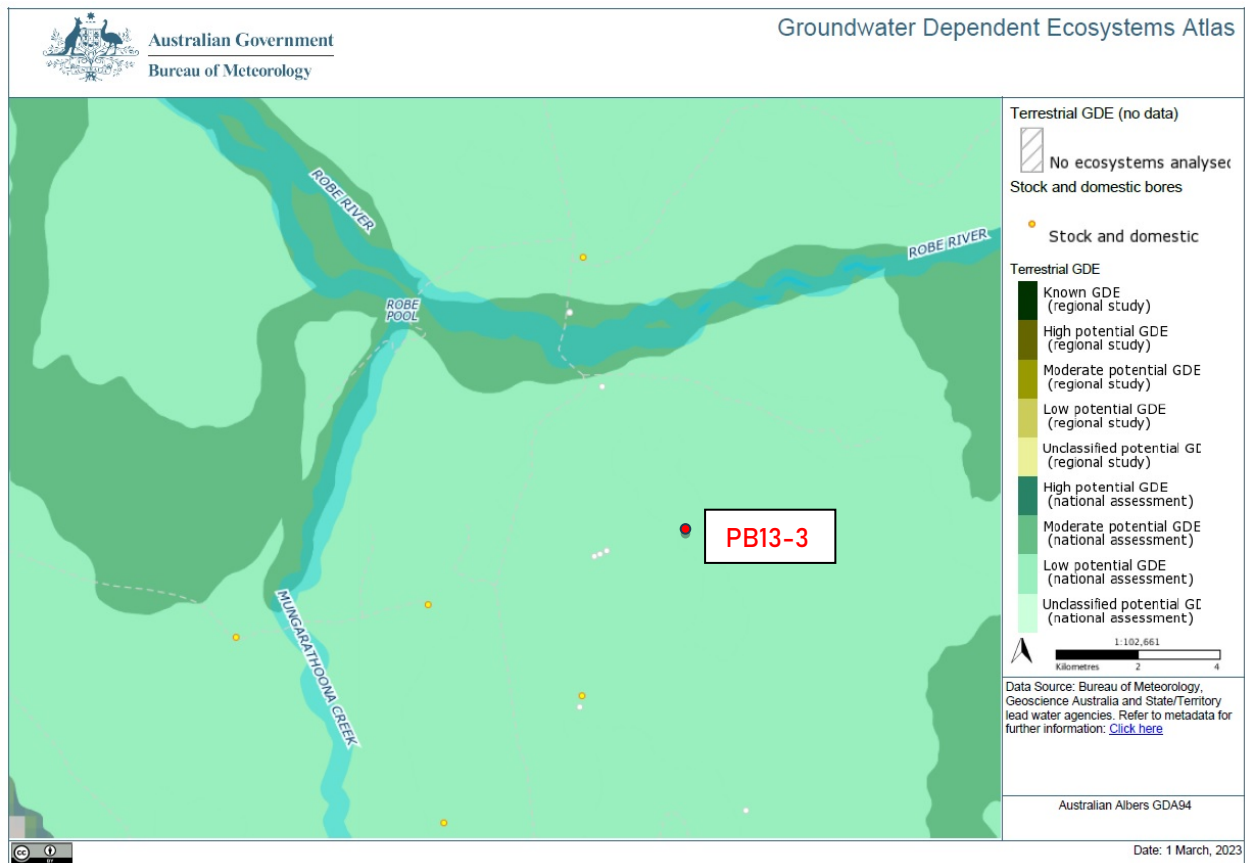 Australian Government
Bureau of Meteorology
Groundwater Dependent Ecosystems Atlas
ROBE RIVER
ROBE RIVER
ROBE
POOL
PB13-3
MUNGARATHOONA CREEK
Terrestrial GDE (no data)
No ecosystems analysed
Stock and domestic bores
Stock and domestic
Terrestrial GDE
Known GDE
(regional study)
High potential GDE
(regional study)
Moderate potential GDE
(regional study)
Low potential GDE
(regional study)
Unclassified potential GD
(regional study)
High potential GDE
(national assessment)
Moderate potential GDE
(national assessment)
Low potential GDE
(national assessment)
Unclassified potential GD
(national assessment)
1:102,661
Kilometres 2 4
Data Source: Bureau of Meteorology,
Geoscience Australia and State/Territory
lead water agencies. Refer to metadata for
further information: Click here
Australian Albers GDA94
cc BY
Date: 1 March, 2023